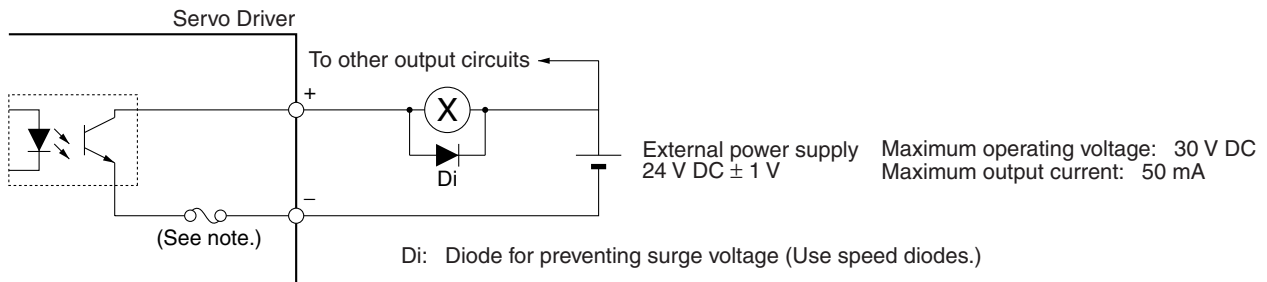 Servo Driver
To other output circuits
+
X
Di
External power supply
24 V DC ± 1 V
Maximum operating voltage: 30 V DC
Maximum output current: 50 mA
–
(See note.)
Di: Diode for preventing surge voltage (Use speed diodes.)